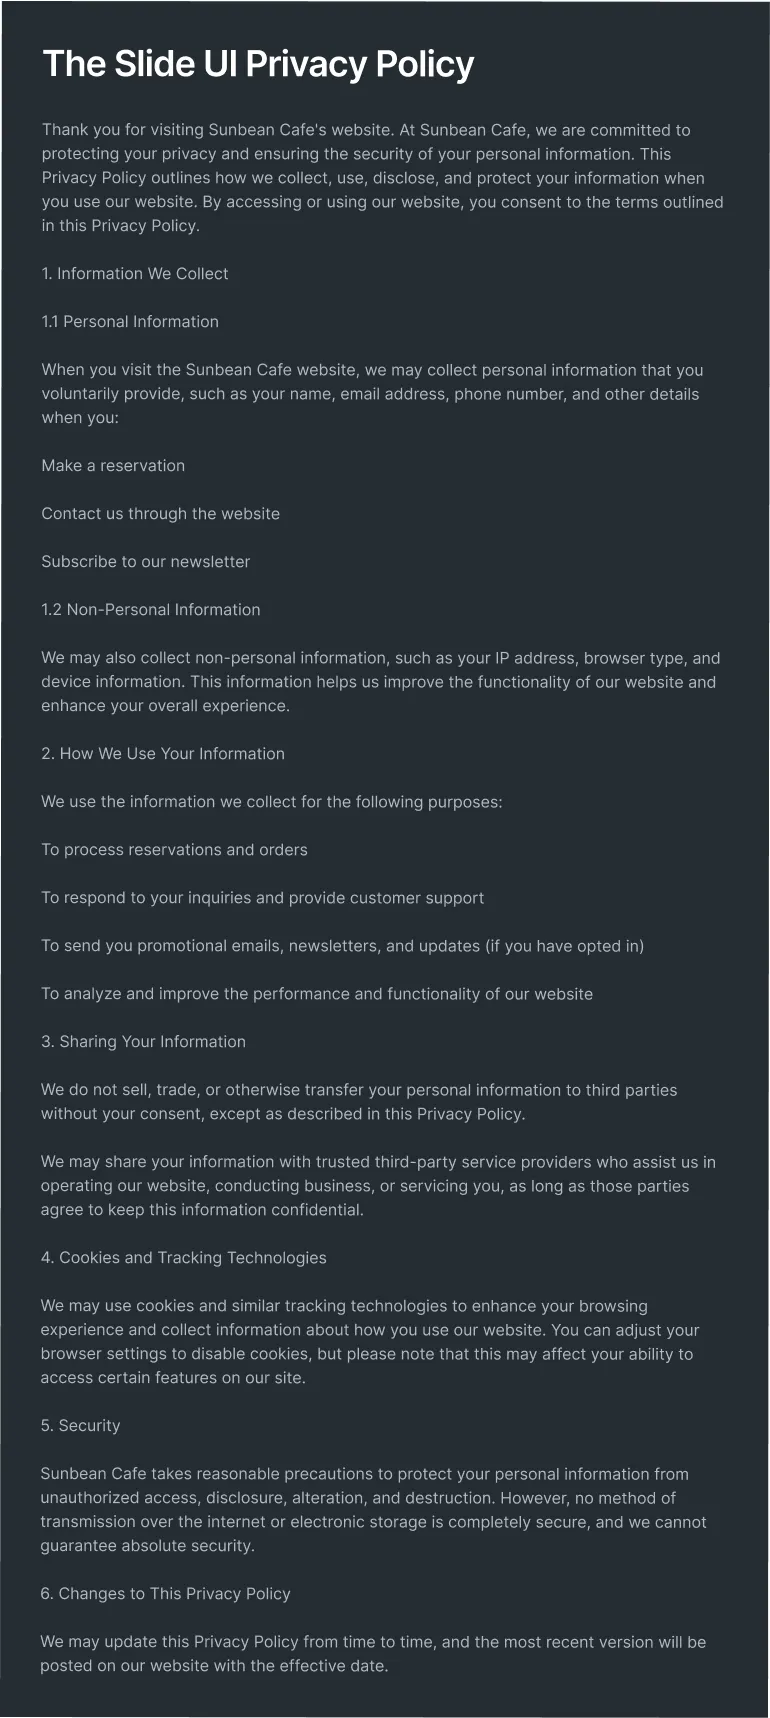 The Slide UI Privacy Policy
Thank you for visiting Sunbean Cafe's website. At Sunbean Cafe, we are committed to
protecting your privacy and ensuring the security of your personal information. This
Privacy Policy outlines how we collect, use, disclose, and protect your information when
you use our website. By accessing or using our website, you consent to the terms outlined
in this Privacy Policy.
1. Information We Collect
1.1 Personal Information
When you visit the Sunbean Cafe website, we may collect personal information that you
voluntarily provide, such as your name, email address, phone number, and other details
when you:
Make a reservation
Contact us through the website
Subscribe to our newsletter
1.2 Non-Personal Information
We may also collect non-personal information, such as your IP address, browser type, and
device information. This information helps us improve the functionality of our website and
enhance your overall experience.
2. How We Use Your Information
We use the information we collect for the following purposes:
To process reservations and orders
To respond to your inquiries and provide customer support
To send you promotional emails, newsletters, and updates (if you have opted in)
To analyze and improve the performance and functionality of our website
3. Sharing Your Information
We do not sell, trade, or otherwise transfer your personal information to third parties
without your consent, except as described in this Privacy Policy.
We may share your information with trusted third-party service providers who assist us in
operating our website, conducting business, or servicing you, as long as those parties
agree to keep this information confidential.
4. Cookies and Tracking Technologies
We may use cookies and similar tracking technologies to enhance your browsing
experience and collect information about how you use our website. You can adjust your
browser settings to disable cookies, but please note that this may affect your ability to
access certain features on our site.
5. Security
Sunbean Cafe takes reasonable precautions to protect your personal information from
unauthorized access, disclosure, alteration, and destruction. However, no method of
transmission over the internet or electronic storage is completely secure, and we cannot
guarantee absolute security.
6. Changes to This Privacy Policy
We may update this Privacy Policy from time to time, and the most recent version will be
posted on our website with the effective date.